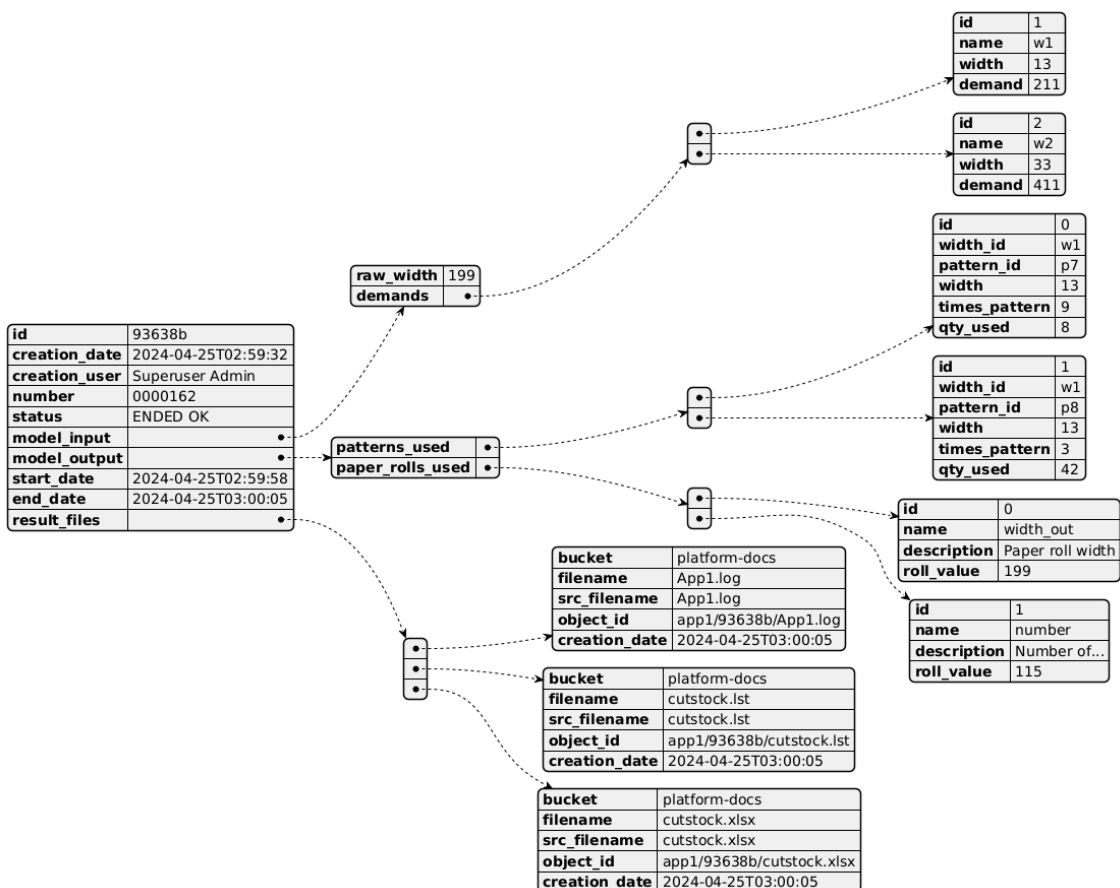 id 1
name w1
width 13
demand 211
id 2
name w2
width 33
demand 411
id 0
width_id w1
pattern_id p7
width 13
times_pattern 9
qty_used 8
raw_width 199
demands
id 93638b
creation_date 2024-04-25T02:59:32
creation_user Superuser Admin
number 0000162
status ENDED OK
model_input
model_output
start_date 2024-04-25T02:59:58
end_date 2024-04-25T03:00:05
result_files
id 1
width_id w1
pattern_id p8
width 13
times_pattern 3
qty_used 42
patterns_used
paper_rolls_used
id 0
name width_out
description Paper roll width
roll_value 199
id 1
name number
description Number of...
roll_value 115
bucket platform-docs
filename App1.log
src_filename App1.log
object_id app1/93638b/App1.log
creation_date 2024-04-25T03:00:05
bucket platform-docs
filename cutstock.lst
src_filename cutstock.lst
object_id app1/93638b/cutstock.lst
creation_date 2024-04-25T03:00:05
bucket platform-docs
filename cutstock.xlsx
src_filename cutstock.xlsx
object_id app1/93638b/cutstock.xlsx
creation_date 2024-04-25T03:00:05